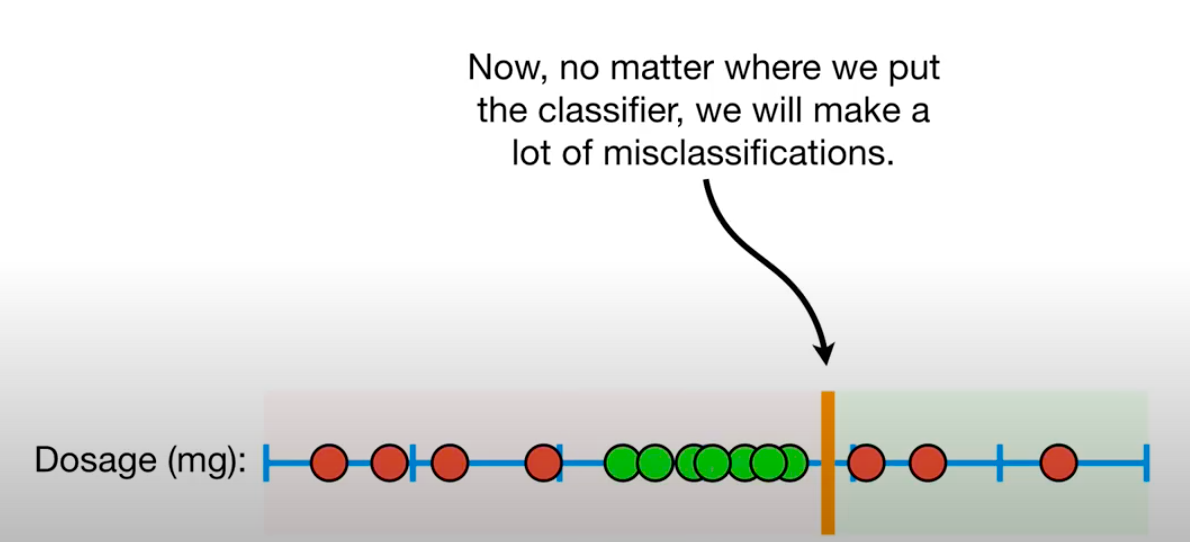 Now, no matter where we put
the classifier, we will make a
lot of misclassifications.
Dosage (mg):